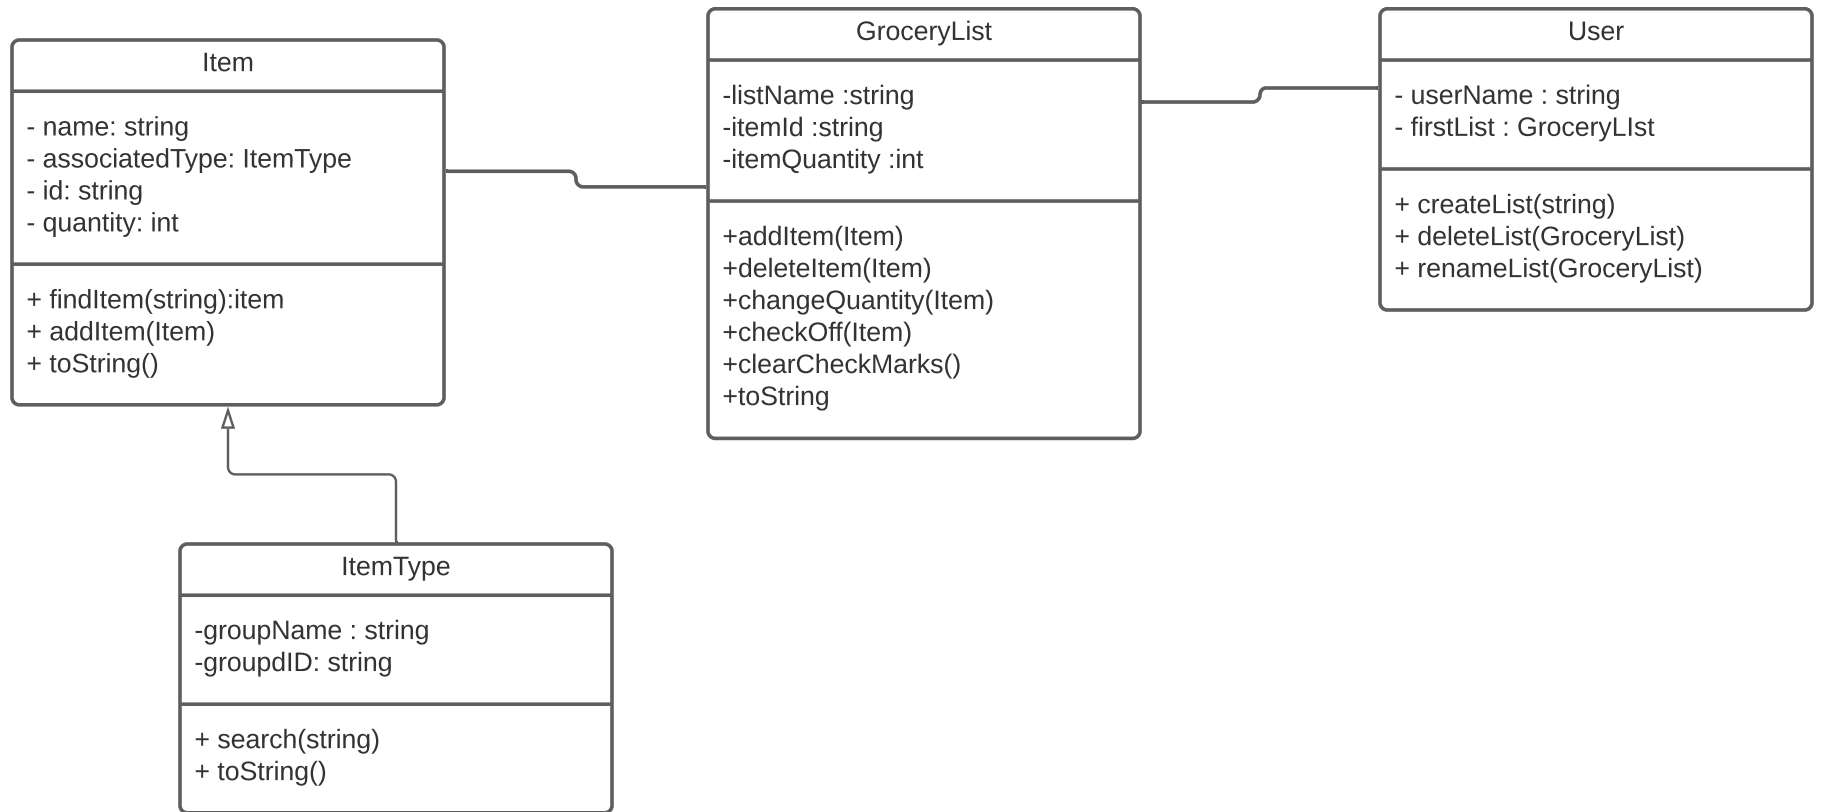 Item
- name: string
- associatedType: ItemType
- id: string
- quantity: int
+ findItem(string):item
+ addItem(Item)
+ toString()
GroceryList
-listName :string
-itemId :string
-itemQuantity :int
+addItem(Item)
+deleteItem(Item)
+changeQuantity(Item)
+checkOff(Item)
+clearCheckMarks()
+toString
User
- userName : string
- firstList : GroceryLIst
+ createList(string)
+ deleteList(GroceryList)
+ renameList(GroceryList)
ItemType
-groupName : string
-groupdID: string
+ search(string)
+ toString()